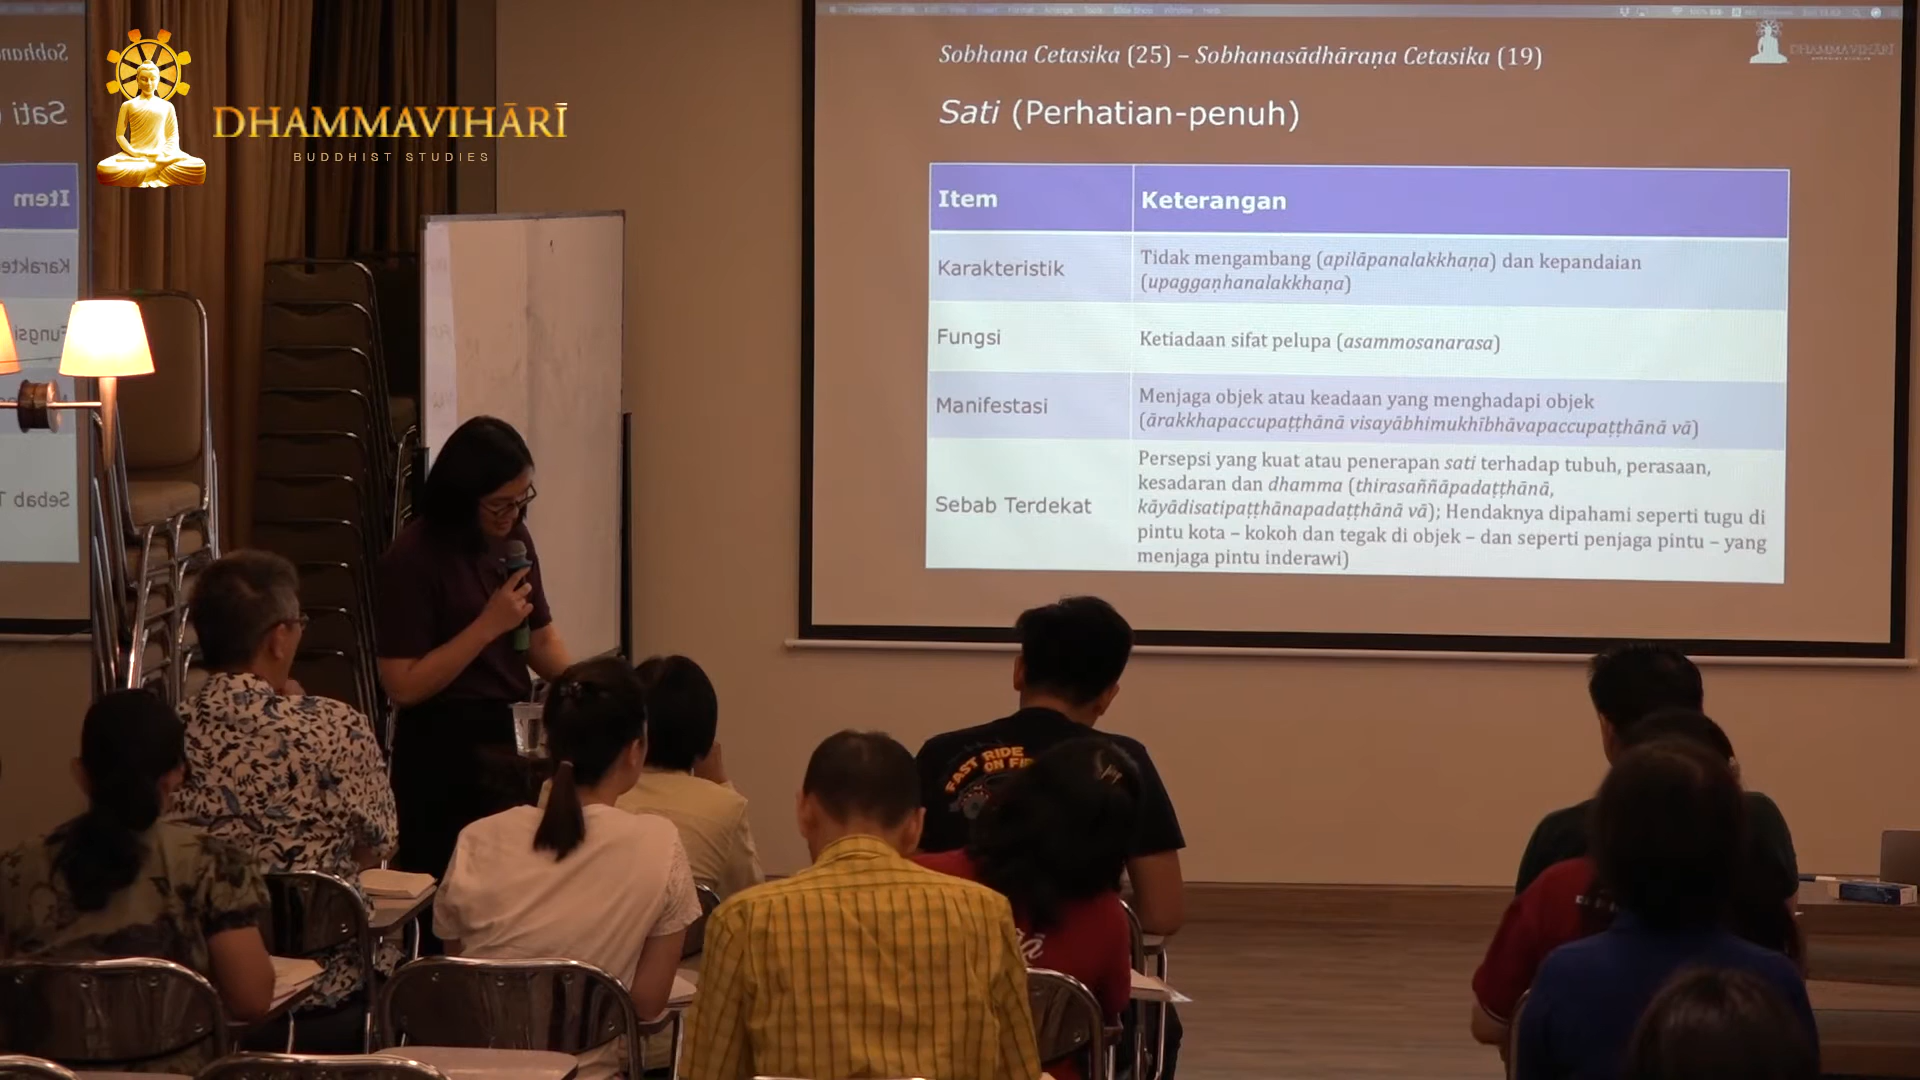 DHAMMAVIHĀRĪ
BUDDHIST STUDIES
Sobhana Cetasika (25) – Sobhanasādhāraṇa Cetasika (19)
DHAMMAVIHĀRĪ
Sati (Perhatian-penuh)
Item
Keterangan
Karakteristik
Tidak mengambang (apilāpanalakkhaṇa) dan kepandaian
(upaggaṇhanalakkhaṇa)
Fungsi
Ketiadaan sifat pelupa (asammosanarasa)
Manifestasi
Menjaga objek atau keadaan yang menghadapi objek
(ārakkhapaccupaṭṭhānā visayābhimukhībhāvapaccupaṭṭhānā vā)
Sebab Terdekat
Persepsi yang kuat atau penerapan sati terhadap tubuh, perasaan,
kesadaran dan dhamma (thirasaññāpadaṭṭhānā,
kāyādisatipaṭṭhānapadaṭṭhānā vā); Hendaknya dipahami seperti tugu di
pintu kota – kokoh dan tegak di objek – dan seperti penjaga pintu – yang
menjaga pintu inderawi)
FAST RIDE
ON